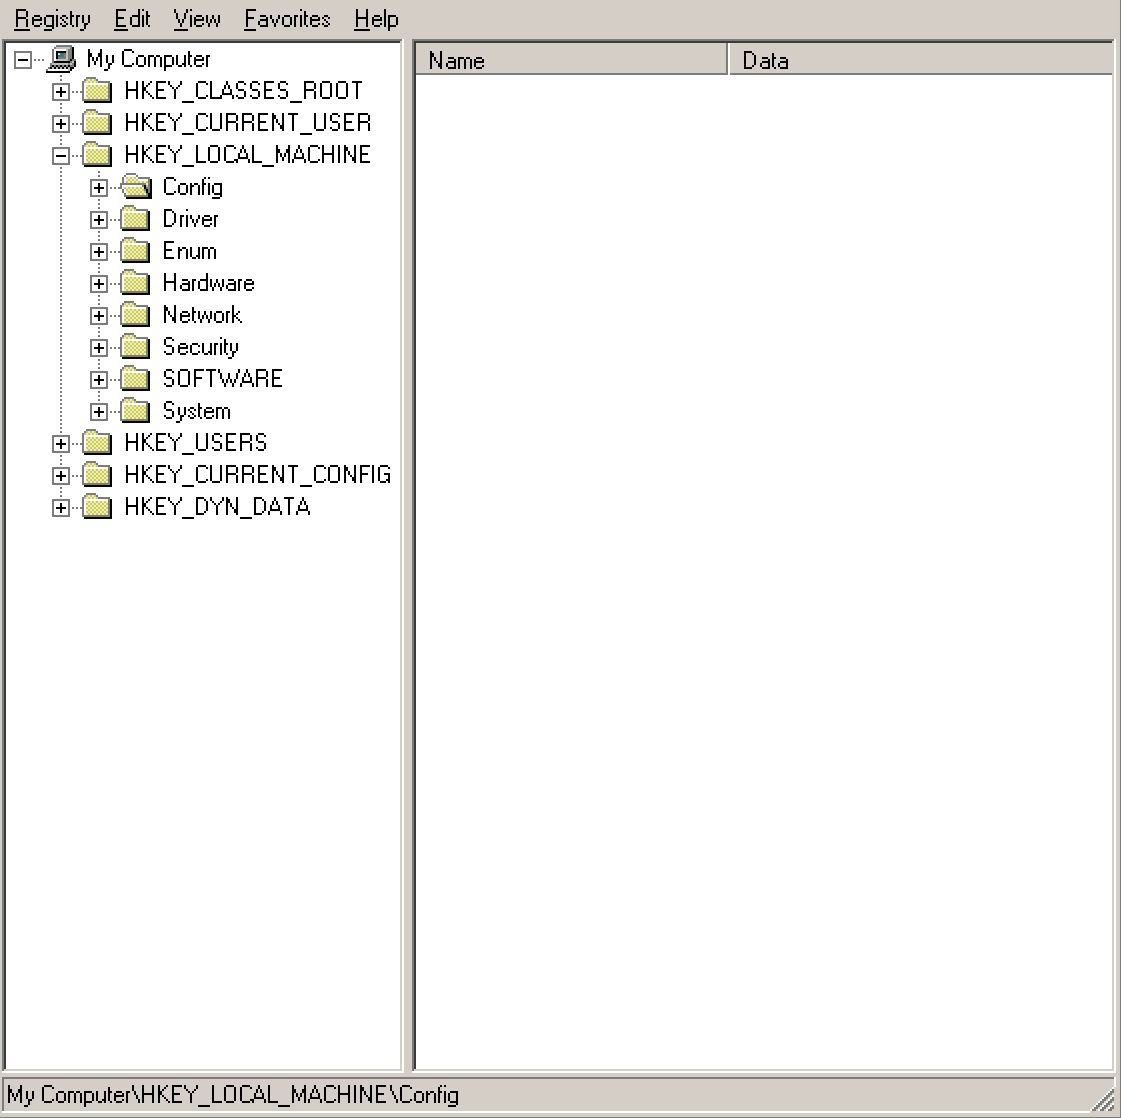 Registry Edit View Favorites Help
My Computer
HKEY_CLASSES_ROOT
HKEY_CURRENT_USER
HKEY_LOCAL_MACHINE
Config
Driver
Enum
Hardware
Network
Security
SOFTWARE
System
HKEY_USERS
HKEY_CURRENT_CONFIG
HKEY_DYN_DATA
Name Data
My Computer\HKEY_LOCAL_MACHINE\Config